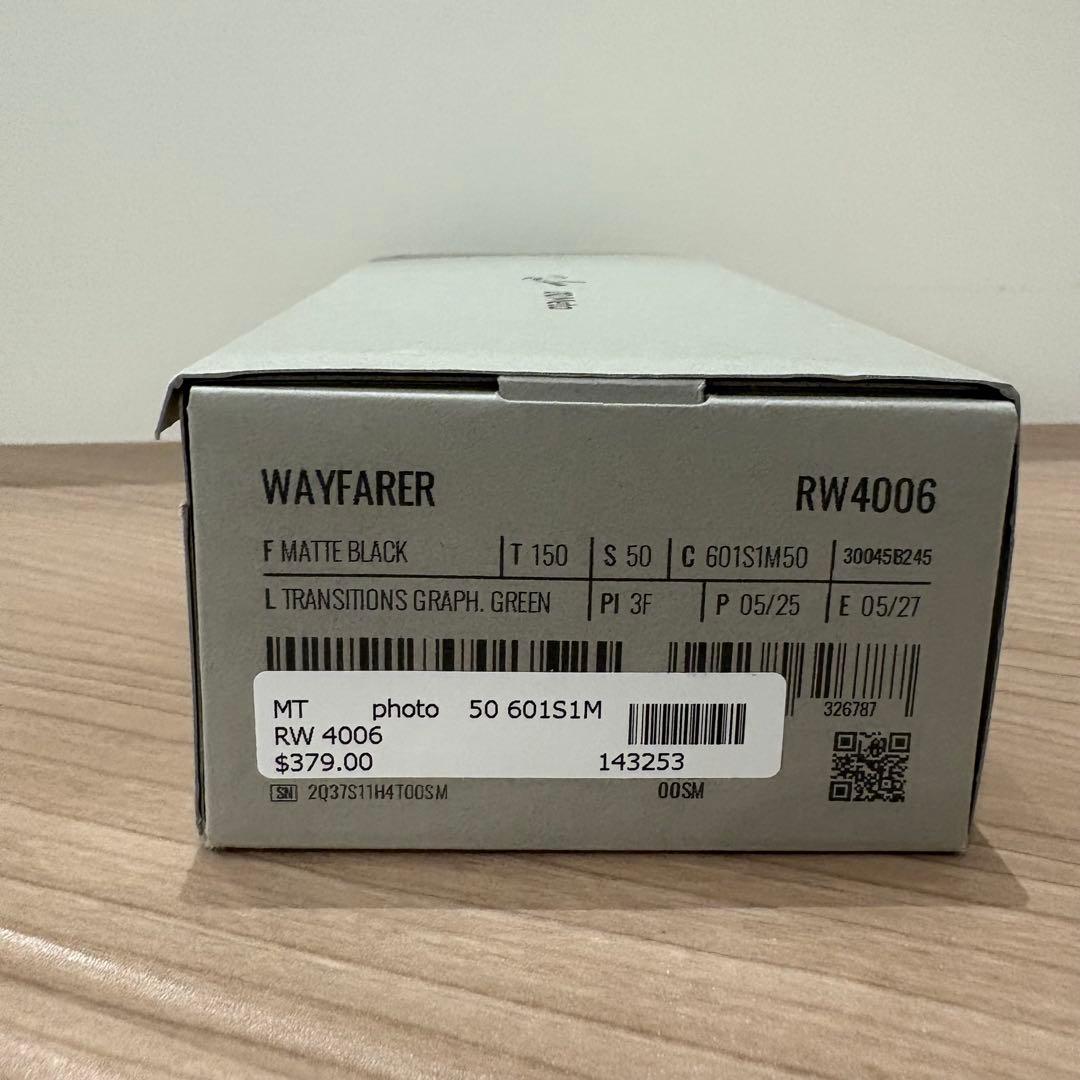 WAYFARER RW4006
F MATTE BLACK T 150 S 50 C 601S1M50 30045B245
L TRANSITIONS GRAPH. GREEN PI 3F P 05/25 E 05/27
326787
MT photo 50 601S1M
RW 4006
$379.00 143253
SN 2Q37S11H4T00SM 00SM